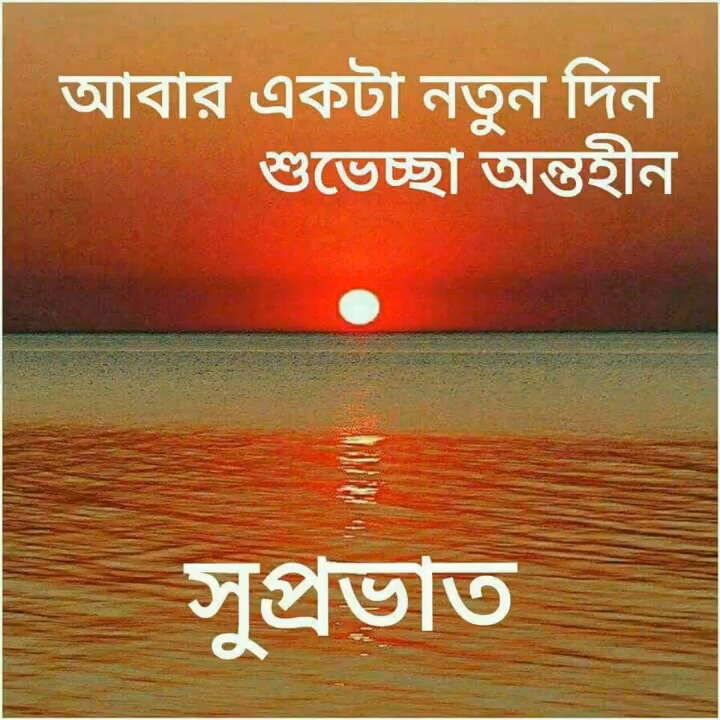 আবার একটা নতুন দিন
শুভেচ্ছা অন্তহীন
সুপ্রভাত